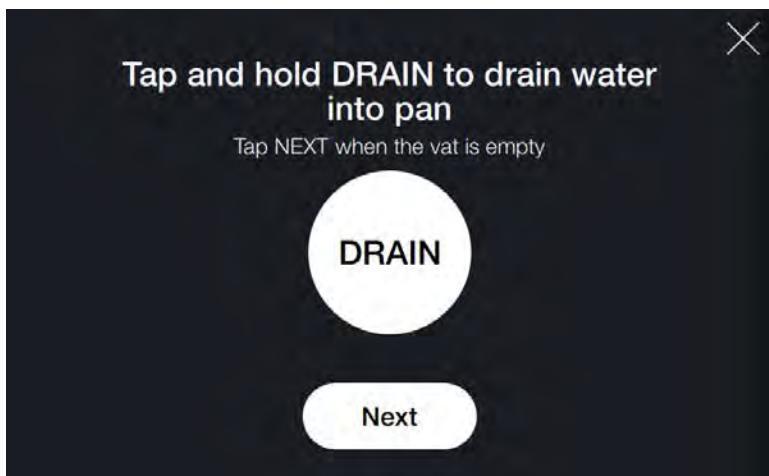 Tap and hold DRAIN to drain water
into pan
Tap NEXT when the vat is empty
DRAIN
Next